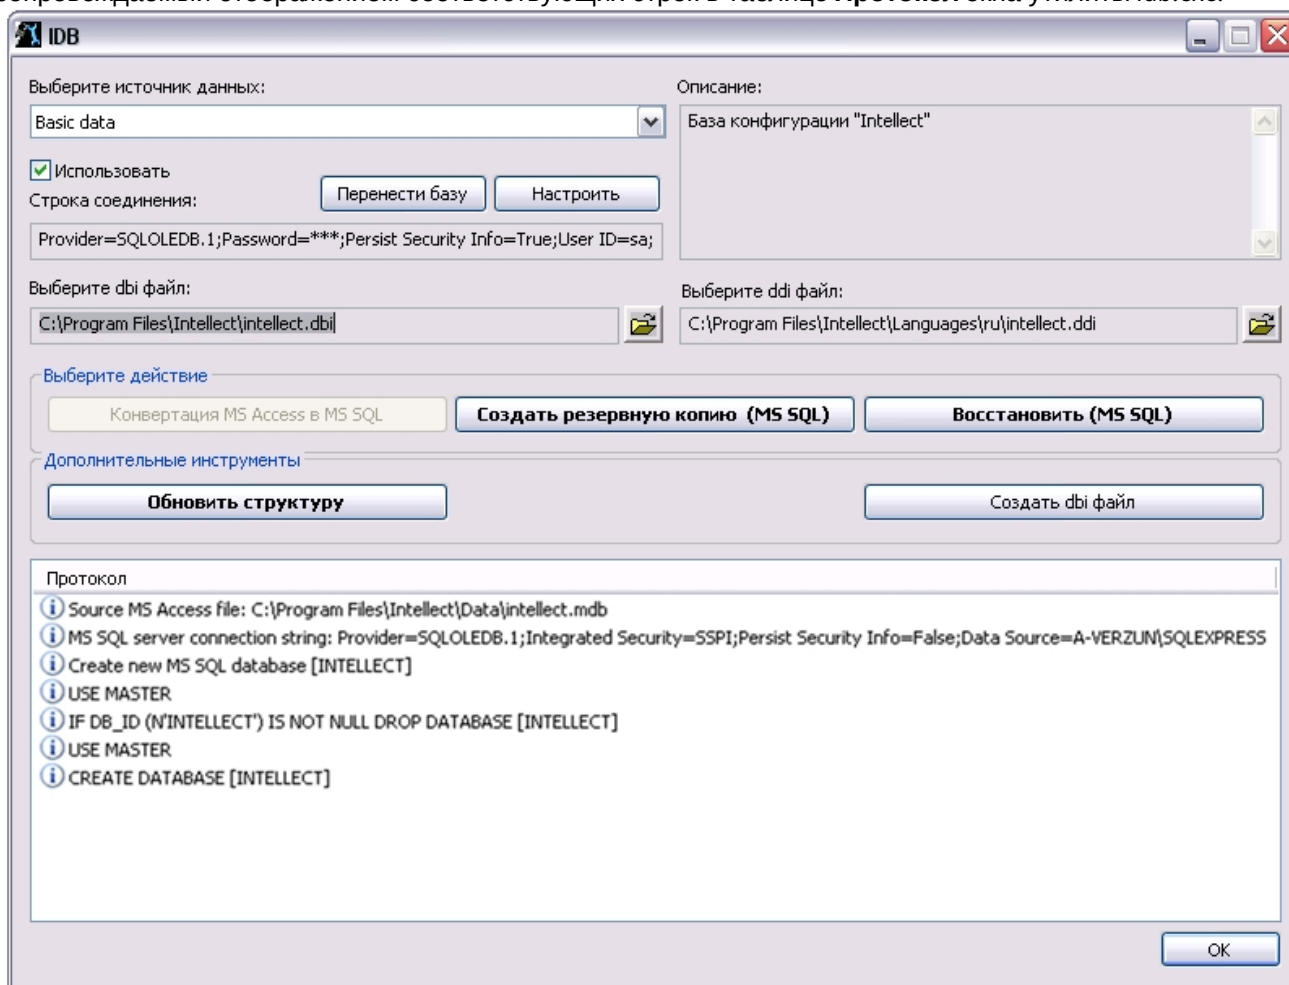 IDB
Выберите источник данных:
Описание:
Basic data
База конфигурации "Intellect"
Использовать
Строка соединения:
Перенести базу
Настроить
Provider=SQLOLEDB.1;Password=***;Persist Security Info=True;User ID=sa;
Выберите dbi файл:
Выберите ddi файл:
C:\Program Files\Intellect\intellect.dbi
C:\Program Files\Intellect\Languages\ru\intellect.ddi
Выберите действие
Конвертация MS Access в MS SQL
Создать резервную копию (MS SQL)
Восстановить (MS SQL)
Дополнительные инструменты
Обновить структуру
Создать dbi файл
Протокол
Source MS Access file: C:\Program Files\Intellect\Data\intellect.mdb
MS SQL server connection string: Provider=SQLOLEDB.1;Integrated Security=SSPI;Persist Security Info=False;Data Source=A-VERZUN\SQLEXPRESS
Create new MS SQL database [INTELLECT]
USE MASTER
IF DB_ID (N'INTELLECT') IS NOT NULL DROP DATABASE [INTELLECT]
USE MASTER
CREATE DATABASE [INTELLECT]
OK